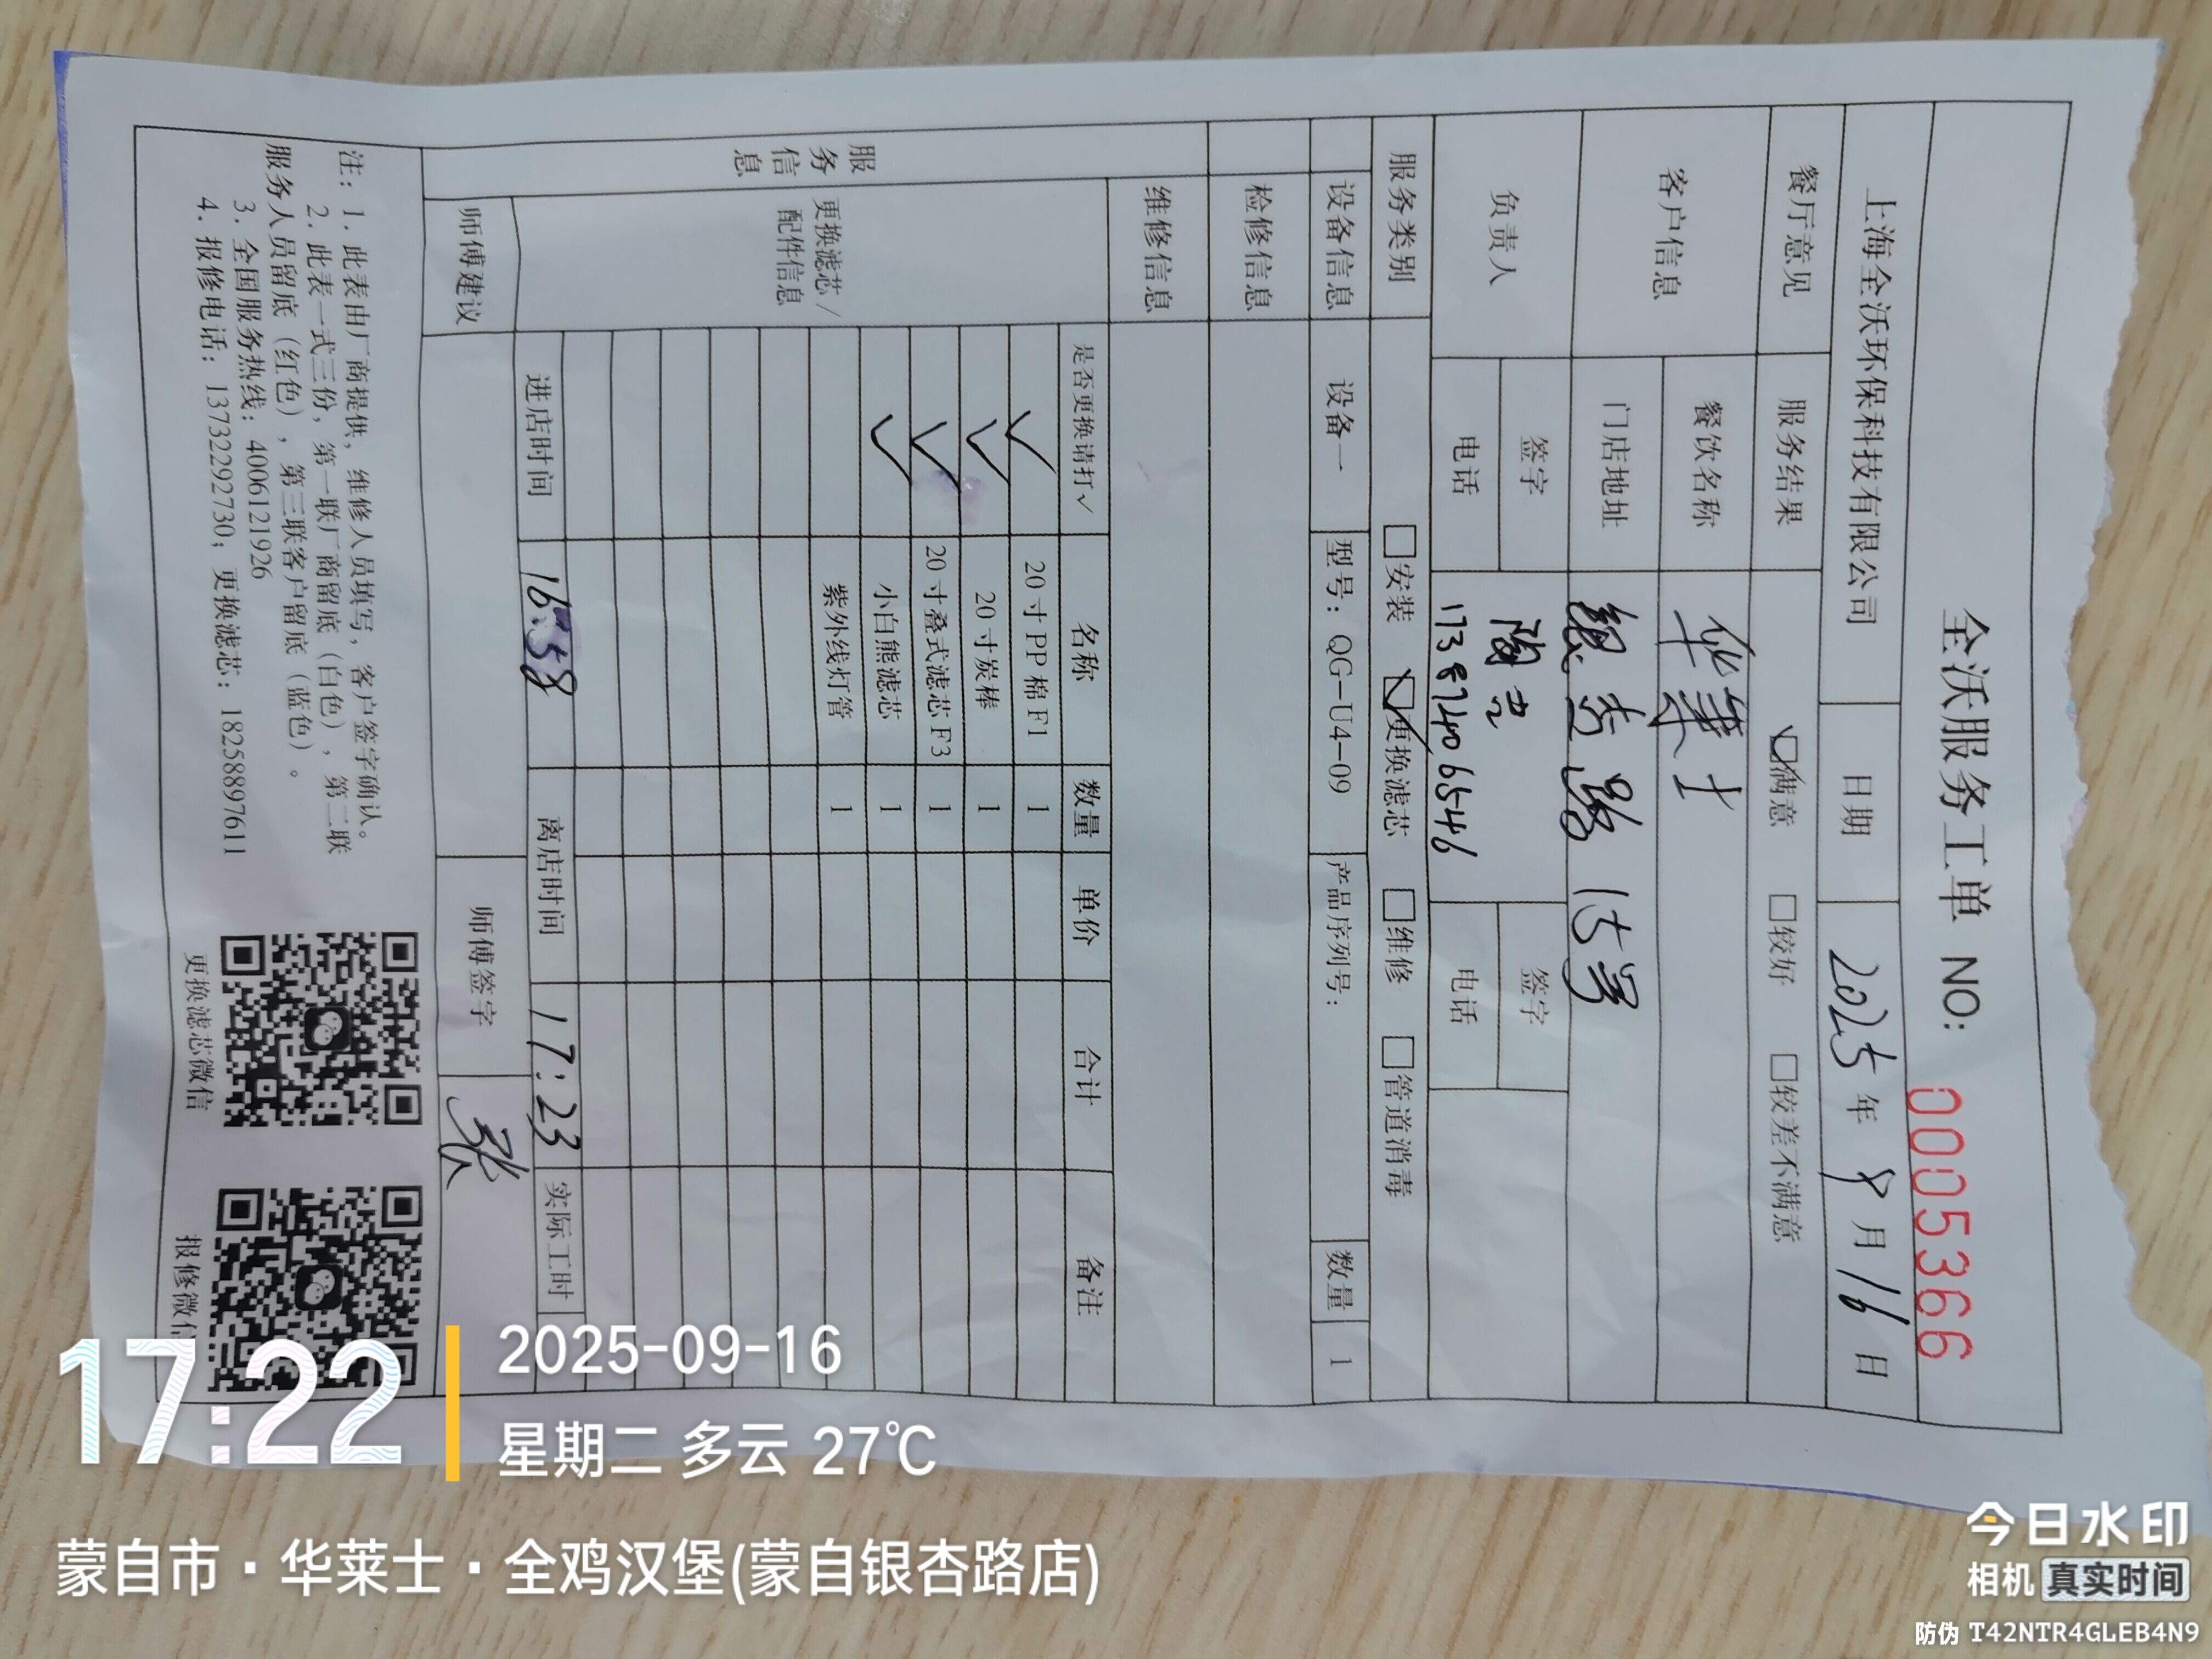 全沃服务工单 NO: 0005366
上海全沃环保科技有限公司 日期 2025 年 9 月 16 日
餐厅意见 服务结果 ☑满意 □较好 □较差不满意
客户信息 餐饮名称 华莱士
门店地址 银杏路 15号
负责人 签字 签字
电话 17387406546 电话
服务类别 □安装 ☑更换滤芯 □维修 □管道消毒
设备信息 设备一 型号: QG-U4-09 产品序列号: 数量 1
检修信息
维修信息
服务信息
更换滤芯/配件信息
是否更换请打✓ 名称 数量 单价 合计 备注
✓ 20寸PP棉F1 1
✓ 20寸炭棒 1
✓ 20寸叠式滤芯F3 1
✓ 小白熊滤芯 1
紫外线灯管 1
进店时间 16:58 离店时间 17:23 实际工时
师傅建议 师傅签字 张
注: 1. 此表由厂商提供, 维修人员填写, 客户签字确认。
2. 此表一式三份, 第一联厂商留底 (白色), 第二联
服务人员留底 (红色), 第三联客户留底 (蓝色)。
3. 全国服务热线: 4006121926
4. 报修电话: 13732292730; 更换滤芯: 18258897611
更换滤芯微信
报修微信
17:22
2025-09-16
星期二 多云 27℃
蒙自市·华莱士·全鸡汉堡(蒙自银杏路店)
今日水印
相机 真实时间
防伪 T42NTR4GLEB4N9